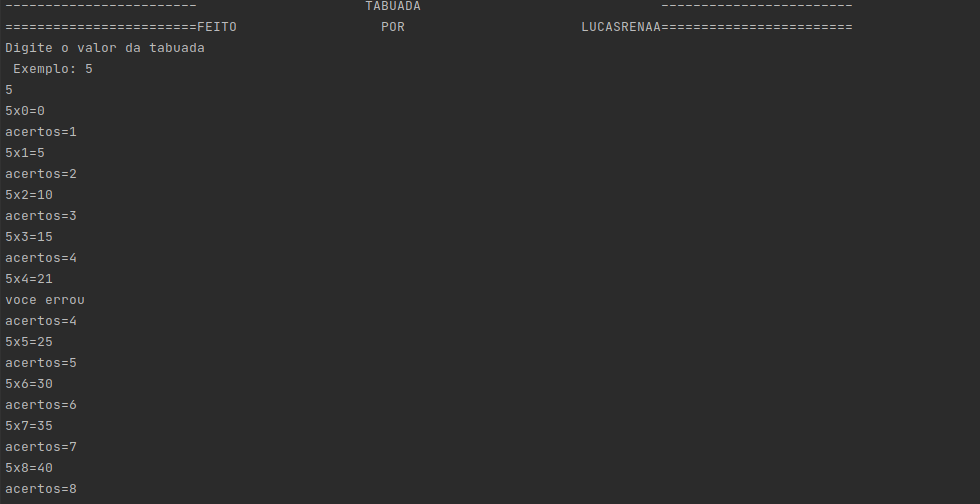 ------------------------ TABUADA ------------------------
========================FEITO POR LUCASRENAA========================
Digite o valor da tabuada
Exemplo: 5
5
5x0=0
acertos=1
5x1=5
acertos=2
5x2=10
acertos=3
5x3=15
acertos=4
5x4=21
voce errou
acertos=4
5x5=25
acertos=5
5x6=30
acertos=6
5x7=35
acertos=7
5x8=40
acertos=8